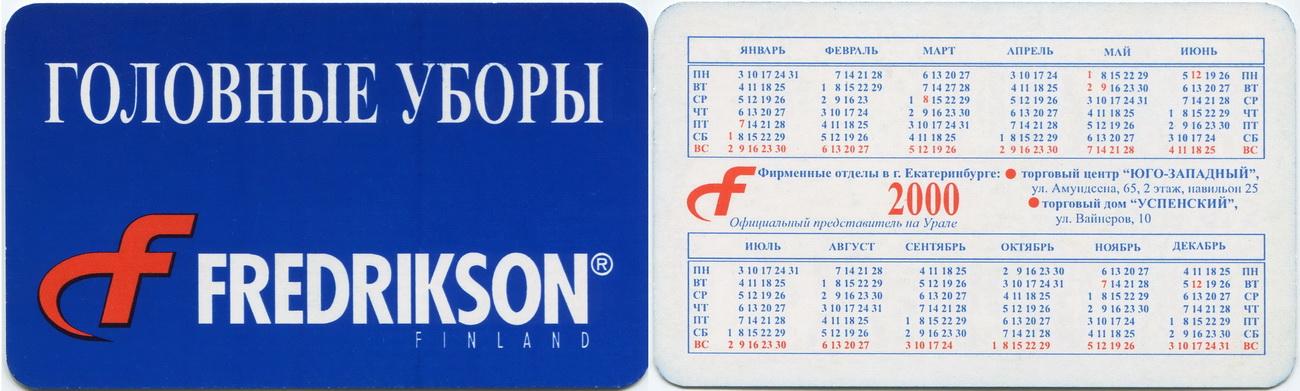 ГОЛОВНЫЕ УБОРЫ
FREDRIKSON®
FINLAND
ЯНВАРЬ ФЕВРАЛЬ МАРТ АПРЕЛЬ МАЙ ИЮНЬ
ПН 3 10 17 24 31 7 14 21 28 6 13 20 27 3 10 17 24 1 8 15 22 29 5 12 19 26 ПН
ВТ 4 11 18 25 1 8 15 22 29 7 14 21 28 4 11 18 25 2 9 16 23 30 6 13 20 27 ВТ
СР 5 12 19 26 2 9 16 23 1 8 15 22 29 5 12 19 26 3 10 17 24 31 7 14 21 28 СР
ЧТ 6 13 20 27 3 10 17 24 2 9 16 23 30 6 13 20 27 4 11 18 25 1 8 15 22 29 ЧТ
ПТ 7 14 21 28 4 11 18 25 3 10 17 24 31 7 14 21 28 5 12 19 26 2 9 16 23 30 ПТ
СБ 1 8 15 22 29 5 12 19 26 4 11 18 25 1 8 15 22 29 6 13 20 27 3 10 17 24 СБ
ВС 2 9 16 23 30 6 13 20 27 5 12 19 26 2 9 16 23 30 7 14 21 28 4 11 18 25 ВС
Фирменные отделы в г. Екатеринбурге: ● торговый центр “ЮГО-ЗАПАДНЫЙ”,
ул. Амундсена, 65, 2 этаж, павильон 25
2000 ● торговый дом “УСПЕНСКИЙ”,
Официальный представитель на Урале ул. Вайнеров, 10
ИЮЛЬ АВГУСТ СЕНТЯБРЬ ОКТЯБРЬ НОЯБРЬ ДЕКАБРЬ
ПН 3 10 17 24 31 7 14 21 28 4 11 18 25 2 9 16 23 30 6 13 20 27 4 11 18 25 ПН
ВТ 4 11 18 25 1 8 15 22 29 5 12 19 26 3 10 17 24 31 7 14 21 28 5 12 19 26 ВТ
СР 5 12 19 26 2 9 16 23 30 6 13 20 27 4 11 18 25 1 8 15 22 29 6 13 20 27 СР
ЧТ 6 13 20 27 3 10 17 24 31 7 14 21 28 5 12 19 26 2 9 16 23 30 7 14 21 28 ЧТ
ПТ 7 14 21 28 4 11 18 25 1 8 15 22 29 6 13 20 27 3 10 17 24 1 8 15 22 29 ПТ
СБ 1 8 15 22 29 5 12 19 26 2 9 16 23 30 7 14 21 28 4 11 18 25 2 9 16 23 30 СБ
ВС 2 9 16 23 30 6 13 20 27 3 10 17 24 1 8 15 22 29 5 12 19 26 3 10 17 24 31 ВС